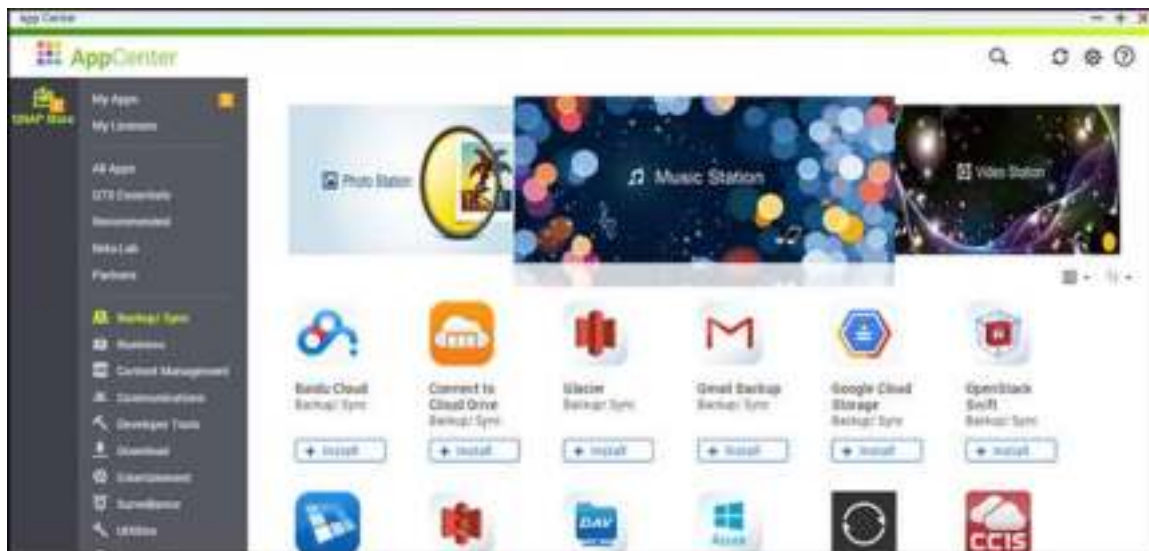 App Center
AppCenter
QNAP Store
My Apps
My Licenses
All Apps
QTS Essentials
Recommended
Beta Lab
Partners
Backup/ Sync
Business
Content Management
Communications
Developer Tools
Download
Entertainment
Surveillance
Utilities
Photo Station
Music Station
Video Station
Baidu Cloud
Backup/ Sync
+ Install
Connect to
Cloud Drive
Backup/ Sync
+ Install
Glacier
Backup/ Sync
+ Install
Gmail Backup
Backup/ Sync
+ Install
Google Cloud
Storage
Backup/ Sync
+ Install
OpenStack
Swift
Backup/ Sync
+ Install
DAV
Azure
CCIS